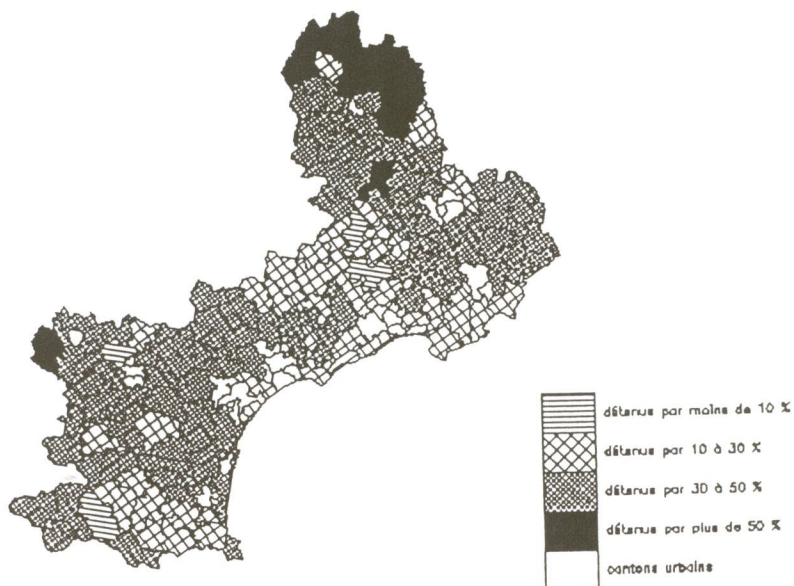 détenus par moins de 10 %
détenus par 10 à 30 %
détenus par 30 à 50 %
détenus par plus de 50 %
cantons urbains